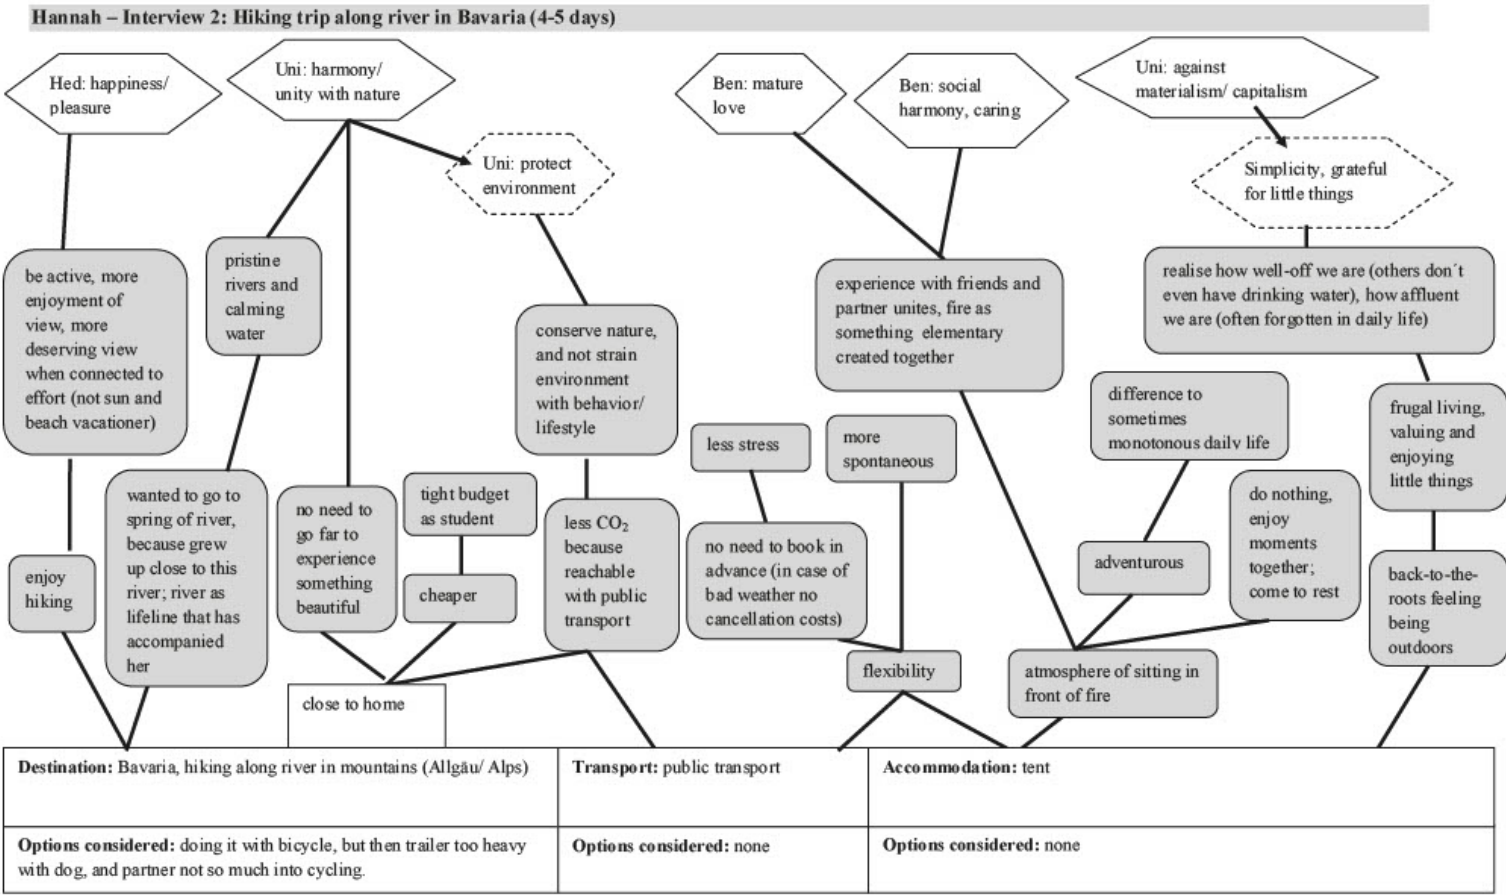 Hannah – Interview 2: Hiking trip along river in Bavaria (4-5 days)
Hed: happiness/
pleasure
Uni: harmony/
unity with nature
Uni: protect
environment
Ben: mature
love
Ben: social
harmony, caring
Uni: against
materialism/ capitalism
Simplicity, grateful
for little things
be active, more
enjoyment of
view, more
deserving view
when connected to
effort (not sun and
beach vacationer)
pristine
rivers and
calming
water
conserve nature,
and not strain
environment
with behavior/
lifestyle
experience with friends and
partner unites, fire as
something elementary
created together
realise how well-off we are (others don´t
even have drinking water), how affluent
we are (often forgotten in daily life)
difference to
sometimes
monotonous daily life
frugal living,
valuing and
enjoying
little things
less stress
more
spontaneous
wanted to go to
spring of river,
because grew
up close to this
river; river as
lifeline that has
accompanied
her
no need to
go far to
experience
something
beautiful
tight budget
as student
less CO₂
because
reachable
with public
transport
no need to book in
advance (in case of
bad weather no
cancellation costs)
do nothing,
enjoy
moments
together;
come to rest
enjoy
hiking
cheaper
adventurous
back-to-the-
roots feeling
being
outdoors
flexibility
atmosphere of sitting in
front of fire
close to home
Destination: Bavaria, hiking along river in mountains (Allgäu/ Alps)
Transport: public transport
Accommodation: tent
Options considered: doing it with bicycle, but then trailer too heavy
with dog, and partner not so much into cycling.
Options considered: none
Options considered: none